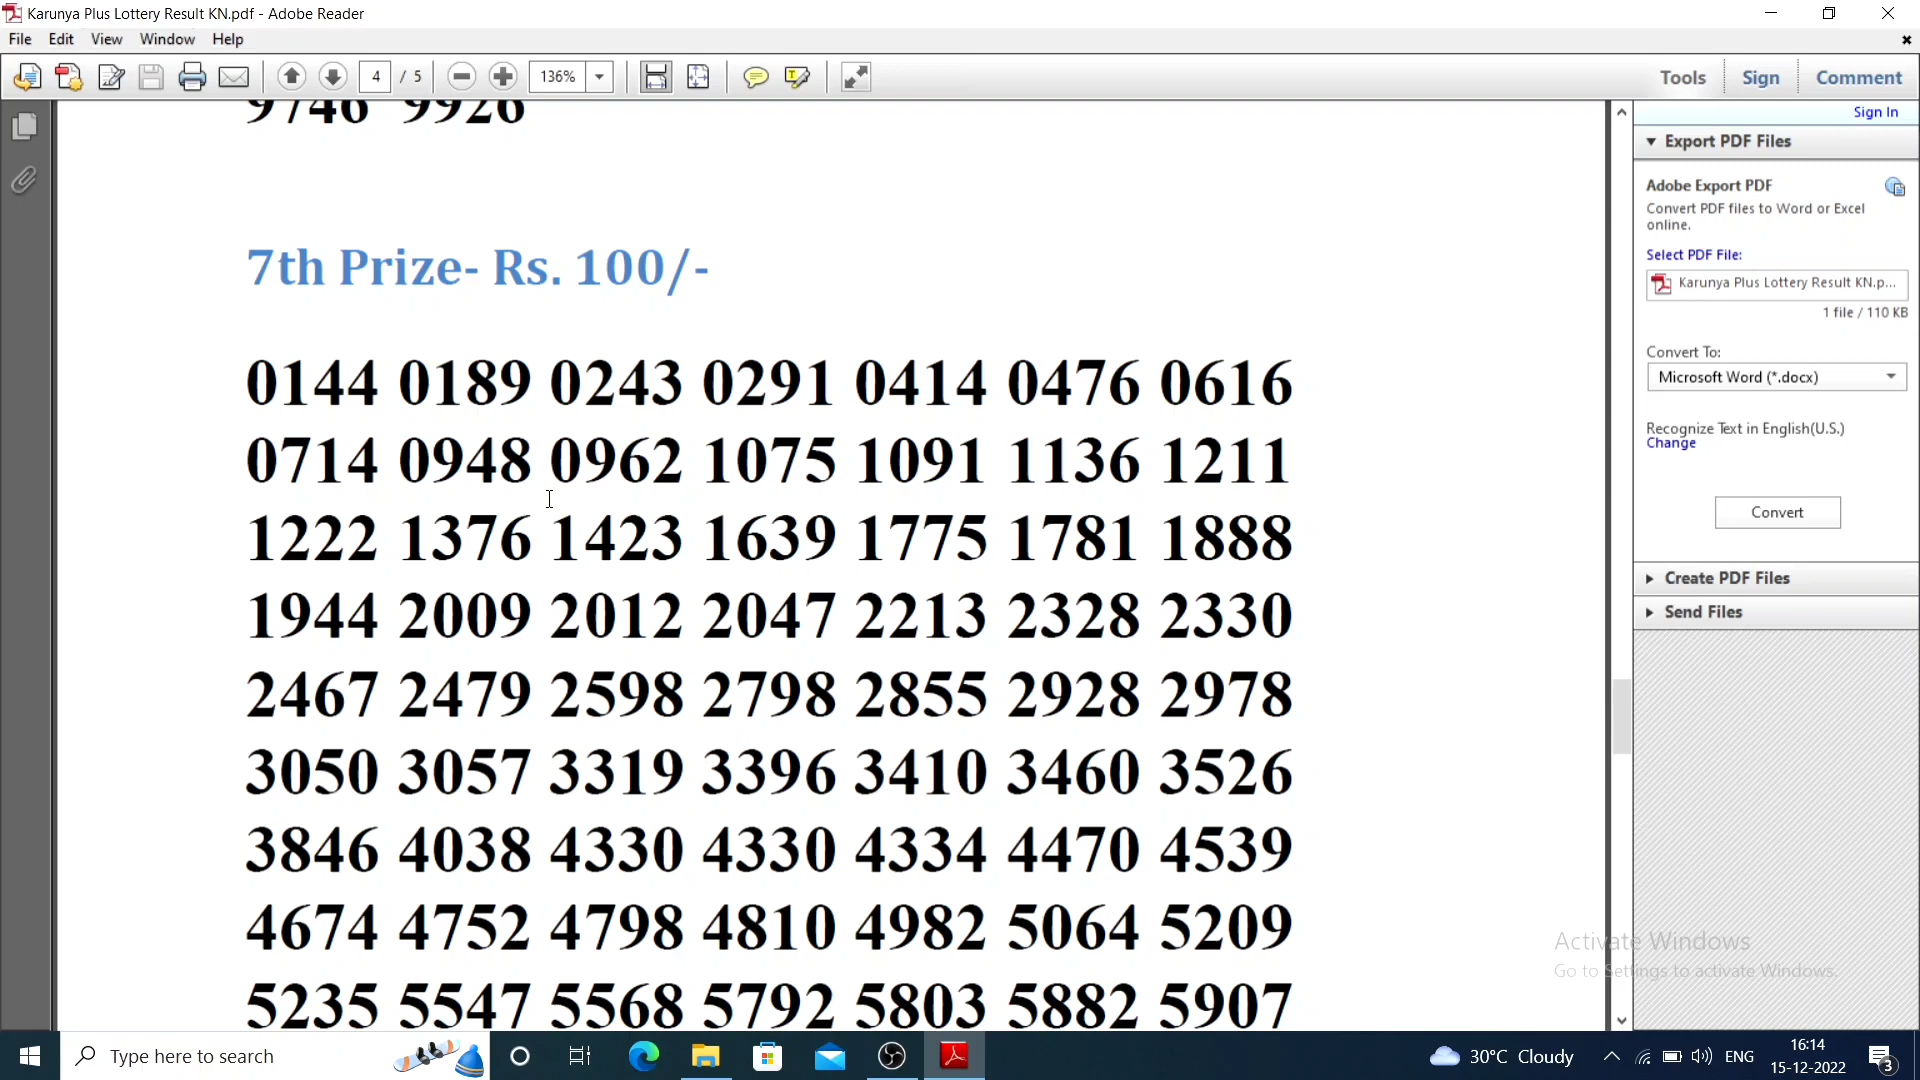 Karunya Plus Lottery Result KN.pdf - Adobe Reader
File Edit View Window Help
4 / 5 136% Tools Sign Comment
9746 9926
7th Prize- Rs. 100/-
0144 0189 0243 0291 0414 0476 0616
0714 0948 0962 1075 1091 1136 1211
1222 1376 1423 1639 1775 1781 1888
1944 2009 2012 2047 2213 2328 2330
2467 2479 2598 2798 2855 2928 2978
3050 3057 3319 3396 3410 3460 3526
3846 4038 4330 4330 4334 4470 4539
4674 4752 4798 4810 4982 5064 5209
5235 5547 5568 5792 5803 5882 5907
Sign In
Export PDF Files
Adobe Export PDF
Convert PDF files to Word or Excel
online.
Select PDF File:
Karunya Plus Lottery Result KN.p...
1 file / 110 KB
Convert To:
Microsoft Word (*.docx)
Recognize Text in English(U.S.)
Change
Convert
Create PDF Files
Send Files
Activate Windows
Go to Settings to activate Windows.
Type here to search
30°C Cloudy
ENG
16:14
15-12-2022
3